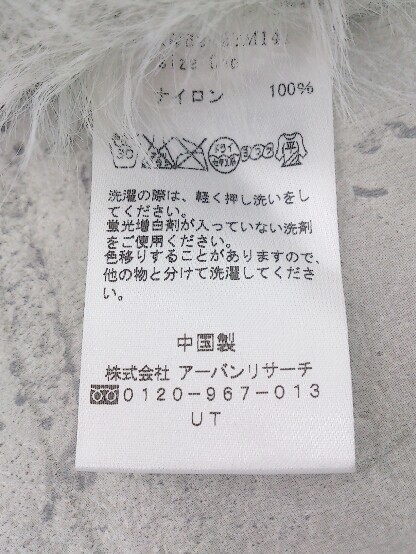 ナイロン 100%
洗濯の際は、軽く押し洗いをし
てください。
蛍光増白剤が入っていない洗剤
をご使用ください。
色移りすることがありますので、
他の物と分けて洗濯してくださ
い。
中国製
株式会社 アーバンリサーチ
0120-967-013
UT